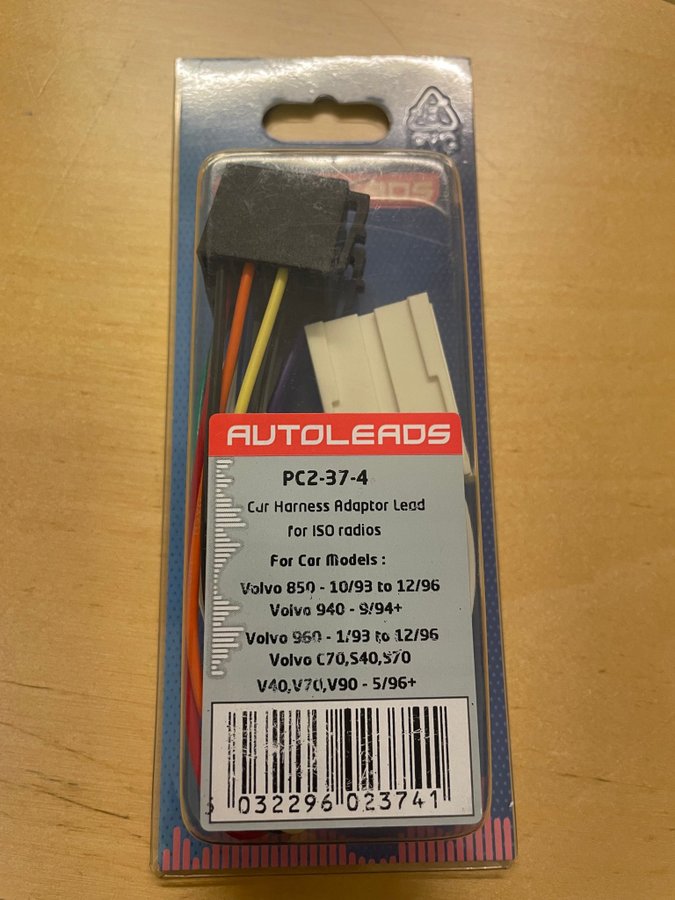 PVC
AUTOLEADS
AUTOLEADS
PC2-37-4
Car Harness Adaptor Lead
for ISO radios
For Car Models :
Volvo 850 - 10/93 to 12/96
Volvo 940 - 9/94+
Volvo 960 - 1/93 to 12/96
Volvo C70,S40,S70
V40,V70,V90 - 5/96+
5 032296 023741